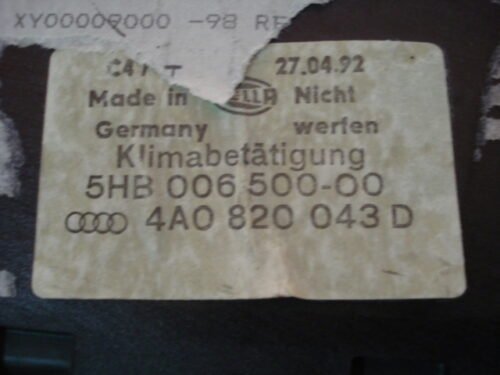 XY00009000 -98 RE
27.04.92
Made in HELLA Nicht
Germany werfen
Klimabetätigung
5HB 006 500-00
4A0 820 043 D